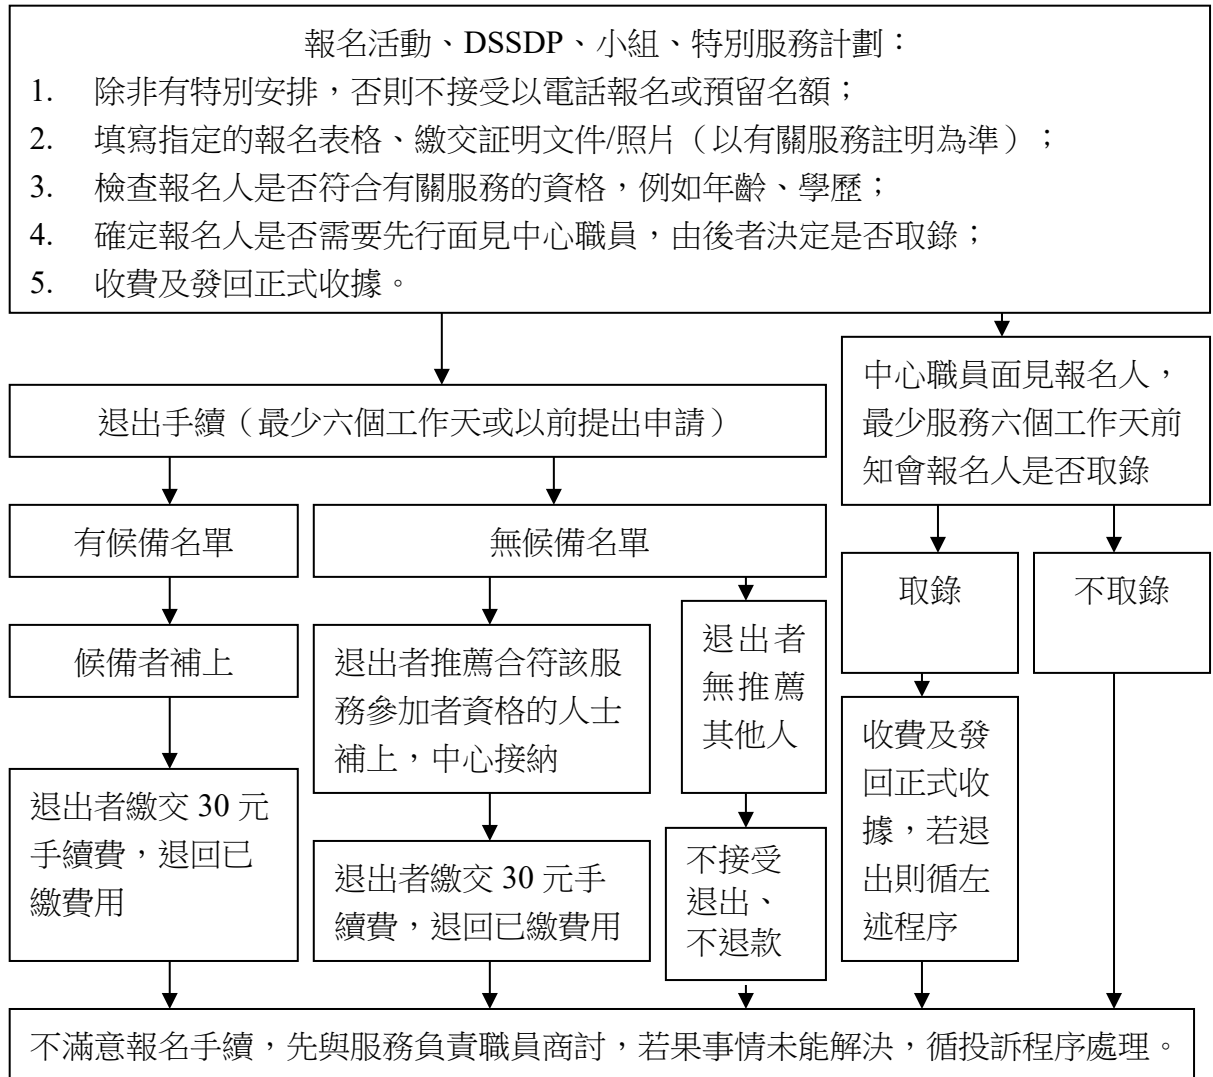 報名活動、DSSDP、小組、特別服務計劃：
1. 除非有特別安排，否則不接受以電話報名或預留名額；
2. 填寫指定的報名表格、繳交証明文件/照片（以有關服務註明為準）；
3. 檢查報名人是否符合有關服務的資格，例如年齡、學歷；
4. 確定報名人是否需要先行面見中心職員，由後者決定是否取錄；
5. 收費及發回正式收據。
退出手續（最少六個工作天或以前提出申請）
中心職員面見報名人，
最少服務六個工作天前
知會報名人是否取錄
有候備名單
無候備名單
取錄
不取錄
候備者補上
退出者推薦合符該服
務參加者資格的人士
補上，中心接納
退出者
無推薦
其他人
收費及發
回正式收
據，若退
出則循左
述程序
退出者繳交 30 元
手續費，退回已
繳費用
退出者繳交 30 元手
續費，退回已繳費用
不接受
退出、
不退款
不滿意報名手續，先與服務負責職員商討，若果事情未能解決，循投訴程序處理。